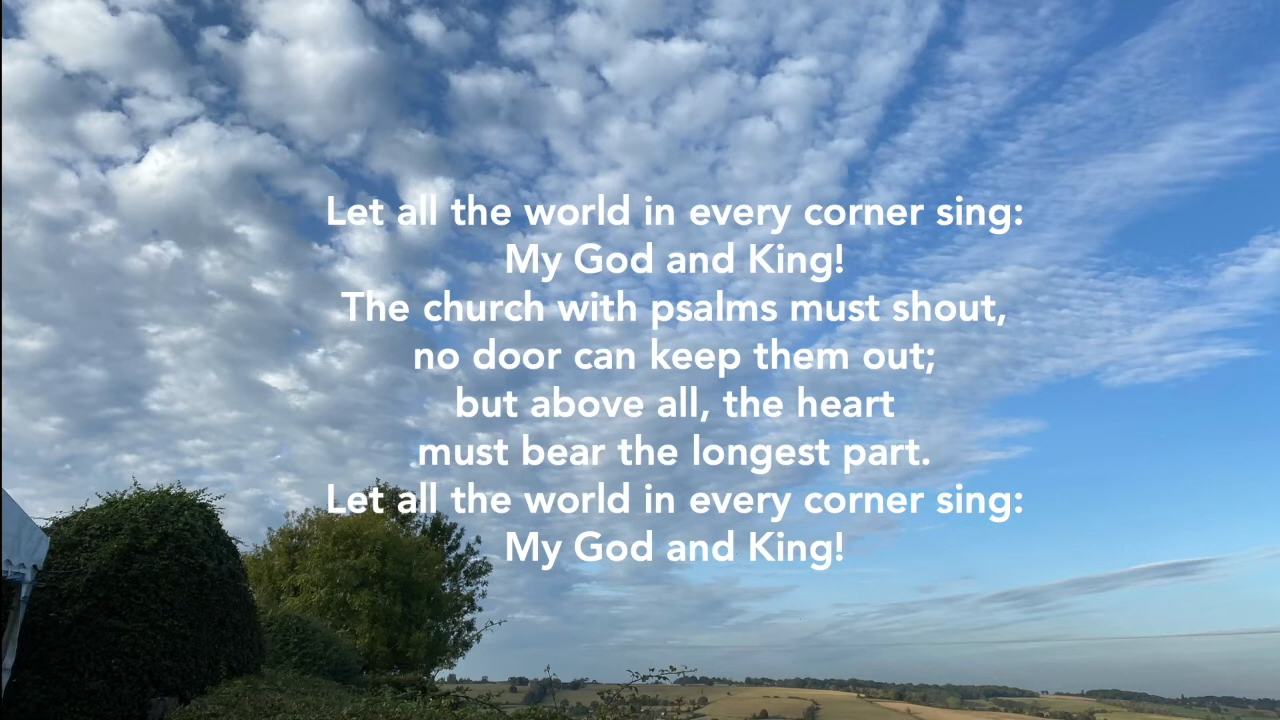 Let all the world in every corner sing:
My God and King!
The church with psalms must shout,
no door can keep them out;
but above all, the heart
must bear the longest part.
Let all the world in every corner sing:
My God and King!